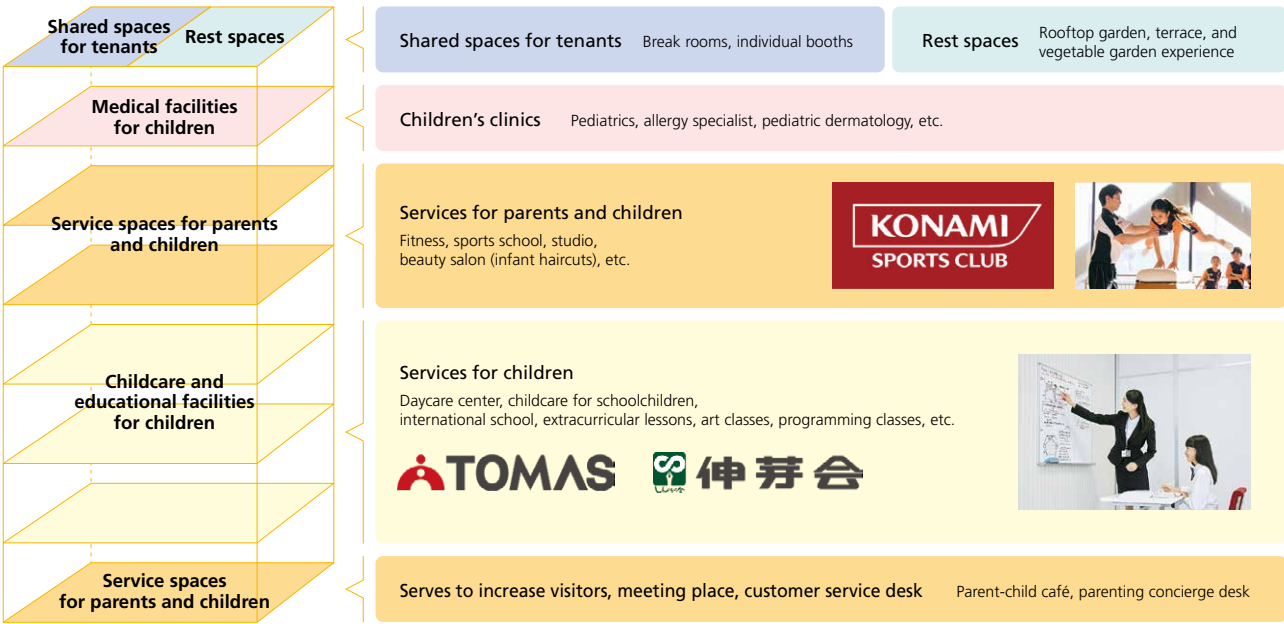 Shared spaces
for tenants
Rest spaces
Shared spaces for tenants Break rooms, individual booths
Rest spaces Rooftop garden, terrace, and
vegetable garden experience
Medical facilities
for children
Children's clinics Pediatrics, allergy specialist, pediatric dermatology, etc.
Service spaces for parents
and children
Services for parents and children
Fitness, sports school, studio,
beauty salon (infant haircuts), etc.
KONAMI
SPORTS CLUB
Childcare and
educational facilities
for children
Services for children
Daycare center, childcare for schoolchildren,
international school, extracurricular lessons, art classes, programming classes, etc.
TOMAS
伸芽会
Service spaces
for parents and children
Serves to increase visitors, meeting place, customer service desk Parent-child café, parenting concierge desk